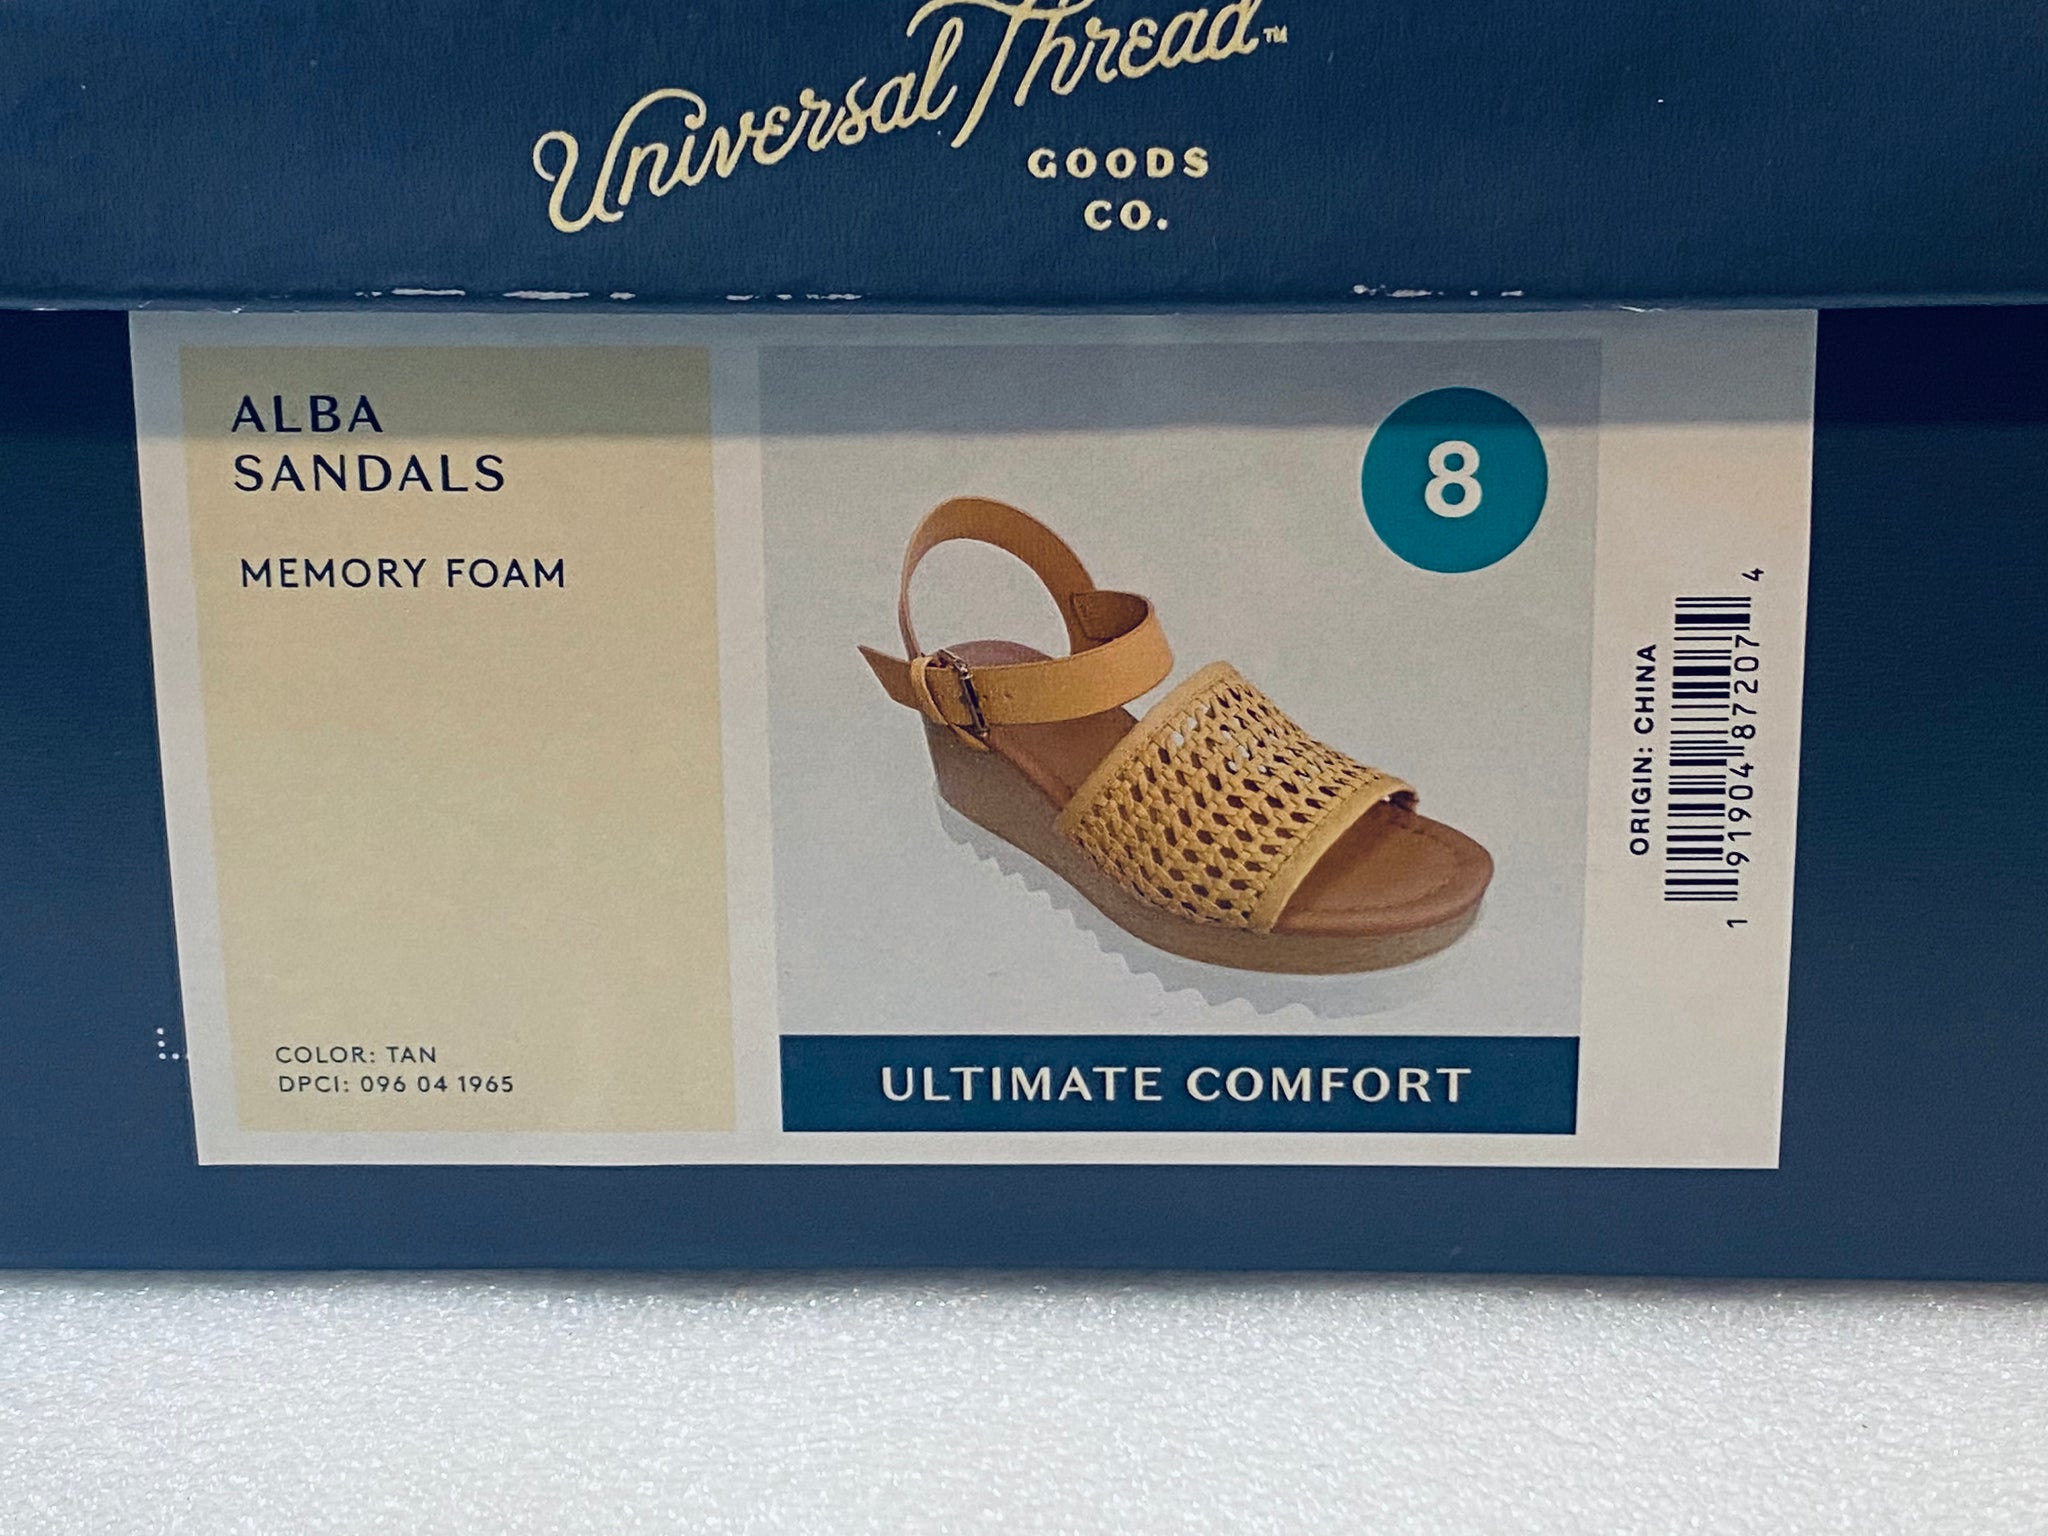 Universal Thread™
GOODS
CO.
ALBA
SANDALS
MEMORY FOAM
COLOR: TAN
DPCI: 096 04 1965
8
ULTIMATE COMFORT
ORIGIN: CHINA
1 91904 87207 4